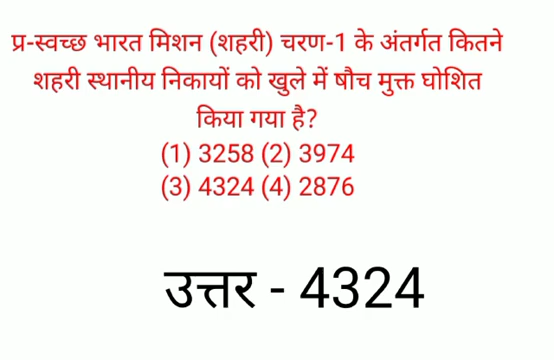 प्र-स्वच्छ भारत मिशन (शहरी) चरण-1 के अंतर्गत कितने
शहरी स्थानीय निकायों को खुले में षौच मुक्त घोशित
किया गया है?
(1) 3258 (2) 3974
(3) 4324 (4) 2876
उत्तर - 4324